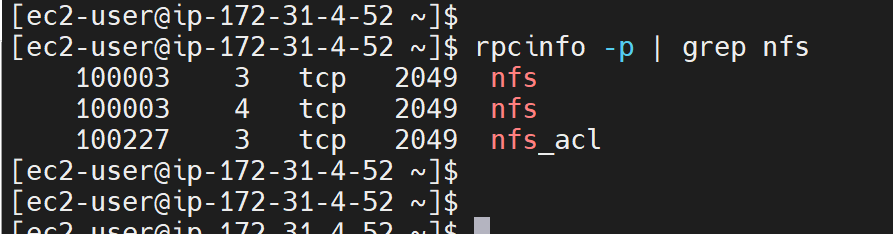 [ec2-user@ip-172-31-4-52 ~]$
[ec2-user@ip-172-31-4-52 ~]$ rpcinfo -p | grep nfs
    100003    3   tcp   2049  nfs
    100003    4   tcp   2049  nfs
    100227    3   tcp   2049  nfs_acl
[ec2-user@ip-172-31-4-52 ~]$
[ec2-user@ip-172-31-4-52 ~]$
[ec2-user@ip-172-31-4-52 ~]$